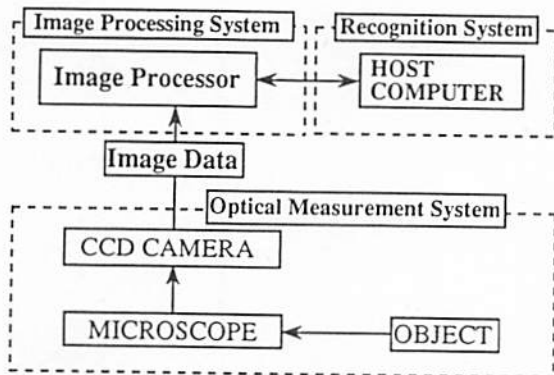 Image Processing System
Recognition System
Image Processor
HOST
COMPUTER
Image Data
Optical Measurement System
CCD CAMERA
MICROSCOPE
OBJECT